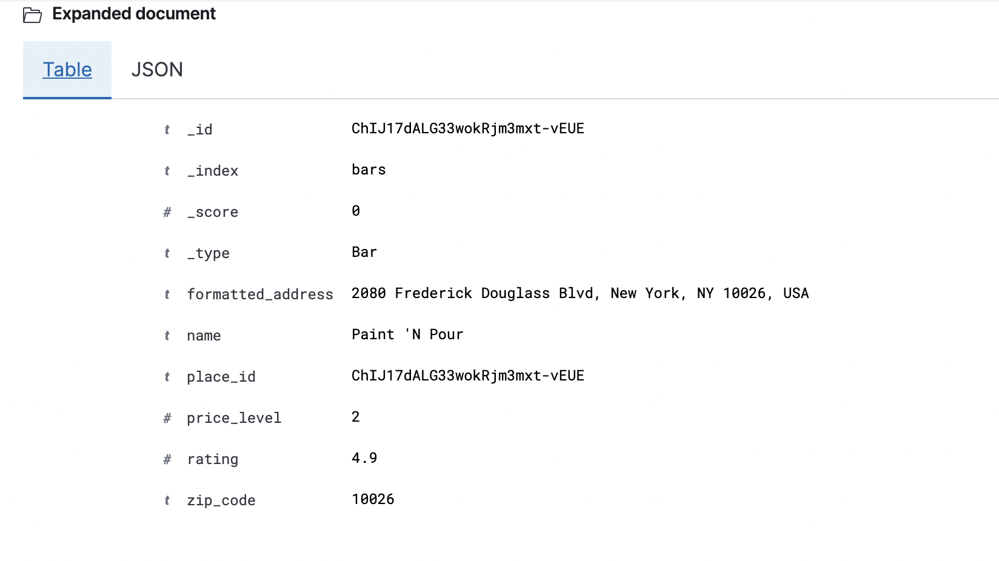 Expanded document
Table JSON
t _id ChIJ17dALG33wokRjm3mxt-vEUE
t _index bars
# _score 0
t _type Bar
t formatted_address 2080 Frederick Douglass Blvd, New York, NY 10026, USA
t name Paint 'N Pour
t place_id ChIJ17dALG33wokRjm3mxt-vEUE
# price_level 2
# rating 4.9
t zip_code 10026